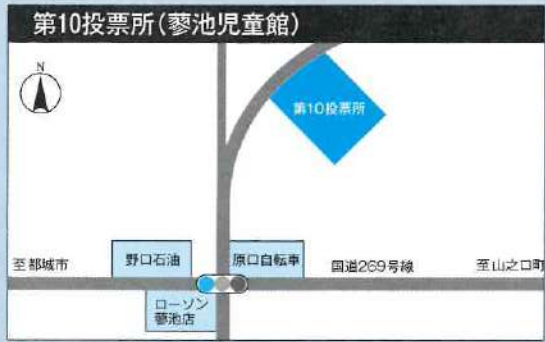 第10投票所(蓼池児童館)
N
第10投票所
至都城市
野口石油
原口自転車
国道269号線
至山之口町
ローソン
蓼池店